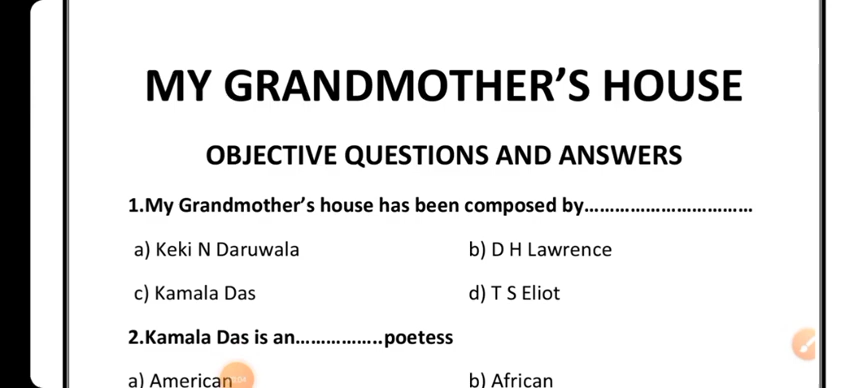 MY GRANDMOTHER’S HOUSE
OBJECTIVE QUESTIONS AND ANSWERS
1.My Grandmother’s house has been composed by................................
a) Keki N Daruwala b) D H Lawrence
c) Kamala Das d) T S Eliot
2.Kamala Das is an.................poetess
a) American b) African